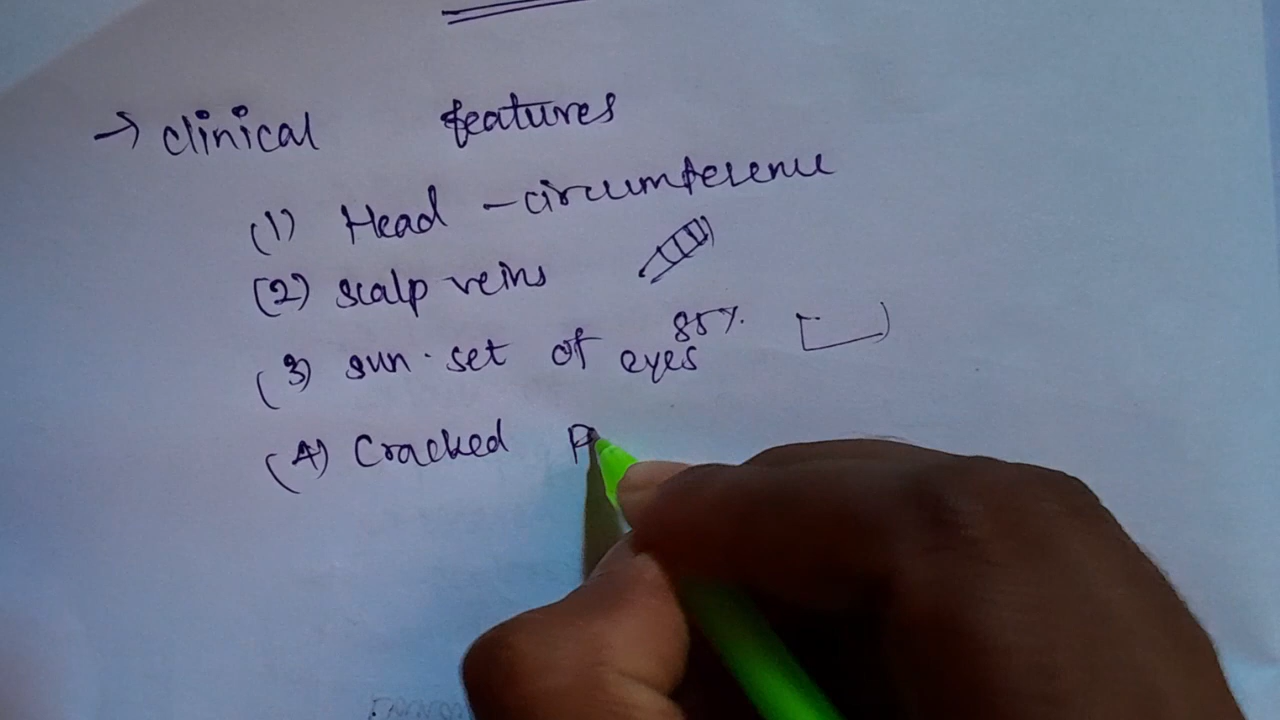 → clinical features
(1) Head - circumference
(2) scalp veins
85%
(3) sun-set of eyes
(4) Cracked P